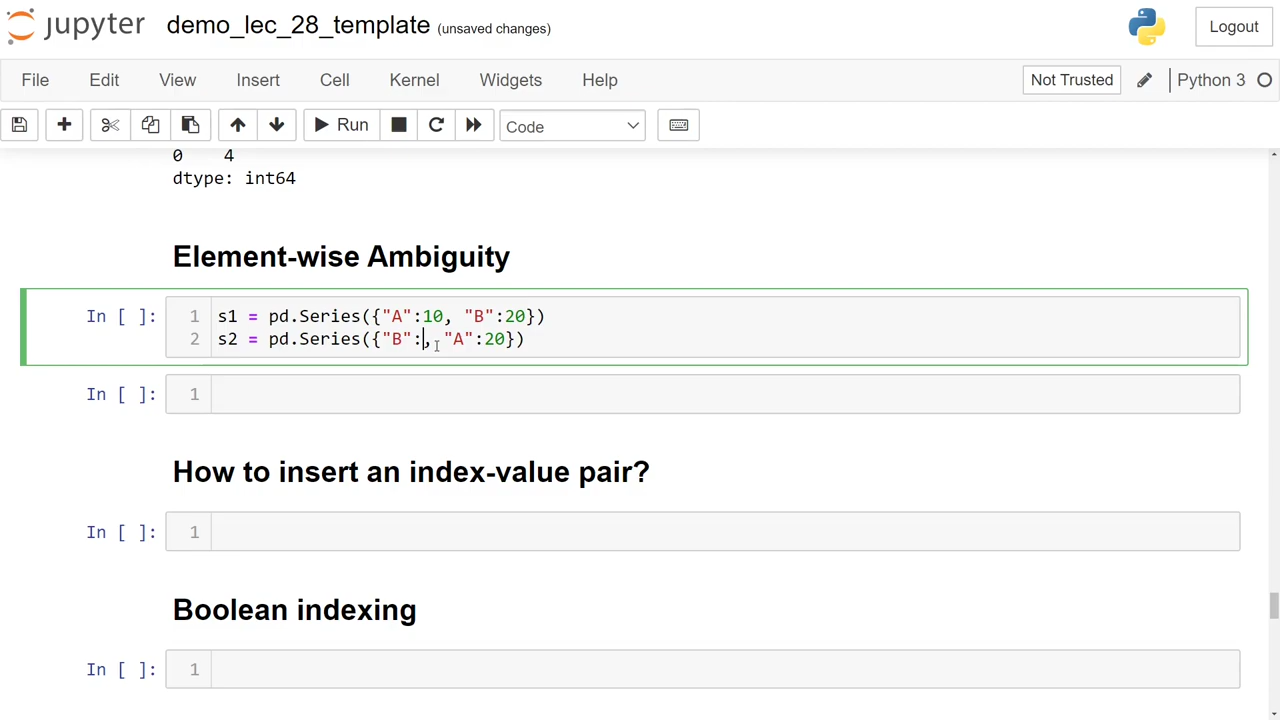 jupyter demo_lec_28_template (unsaved changes) Logout
File Edit View Insert Cell Kernel Widgets Help Not Trusted Python 3
Run Code
0 4
dtype: int64
Element-wise Ambiguity
In [ ]: 1 s1 = pd.Series({"A":10, "B":20})
2 s2 = pd.Series({"B":, "A":20})
In [ ]: 1
How to insert an index-value pair?
In [ ]: 1
Boolean indexing
In [ ]: 1